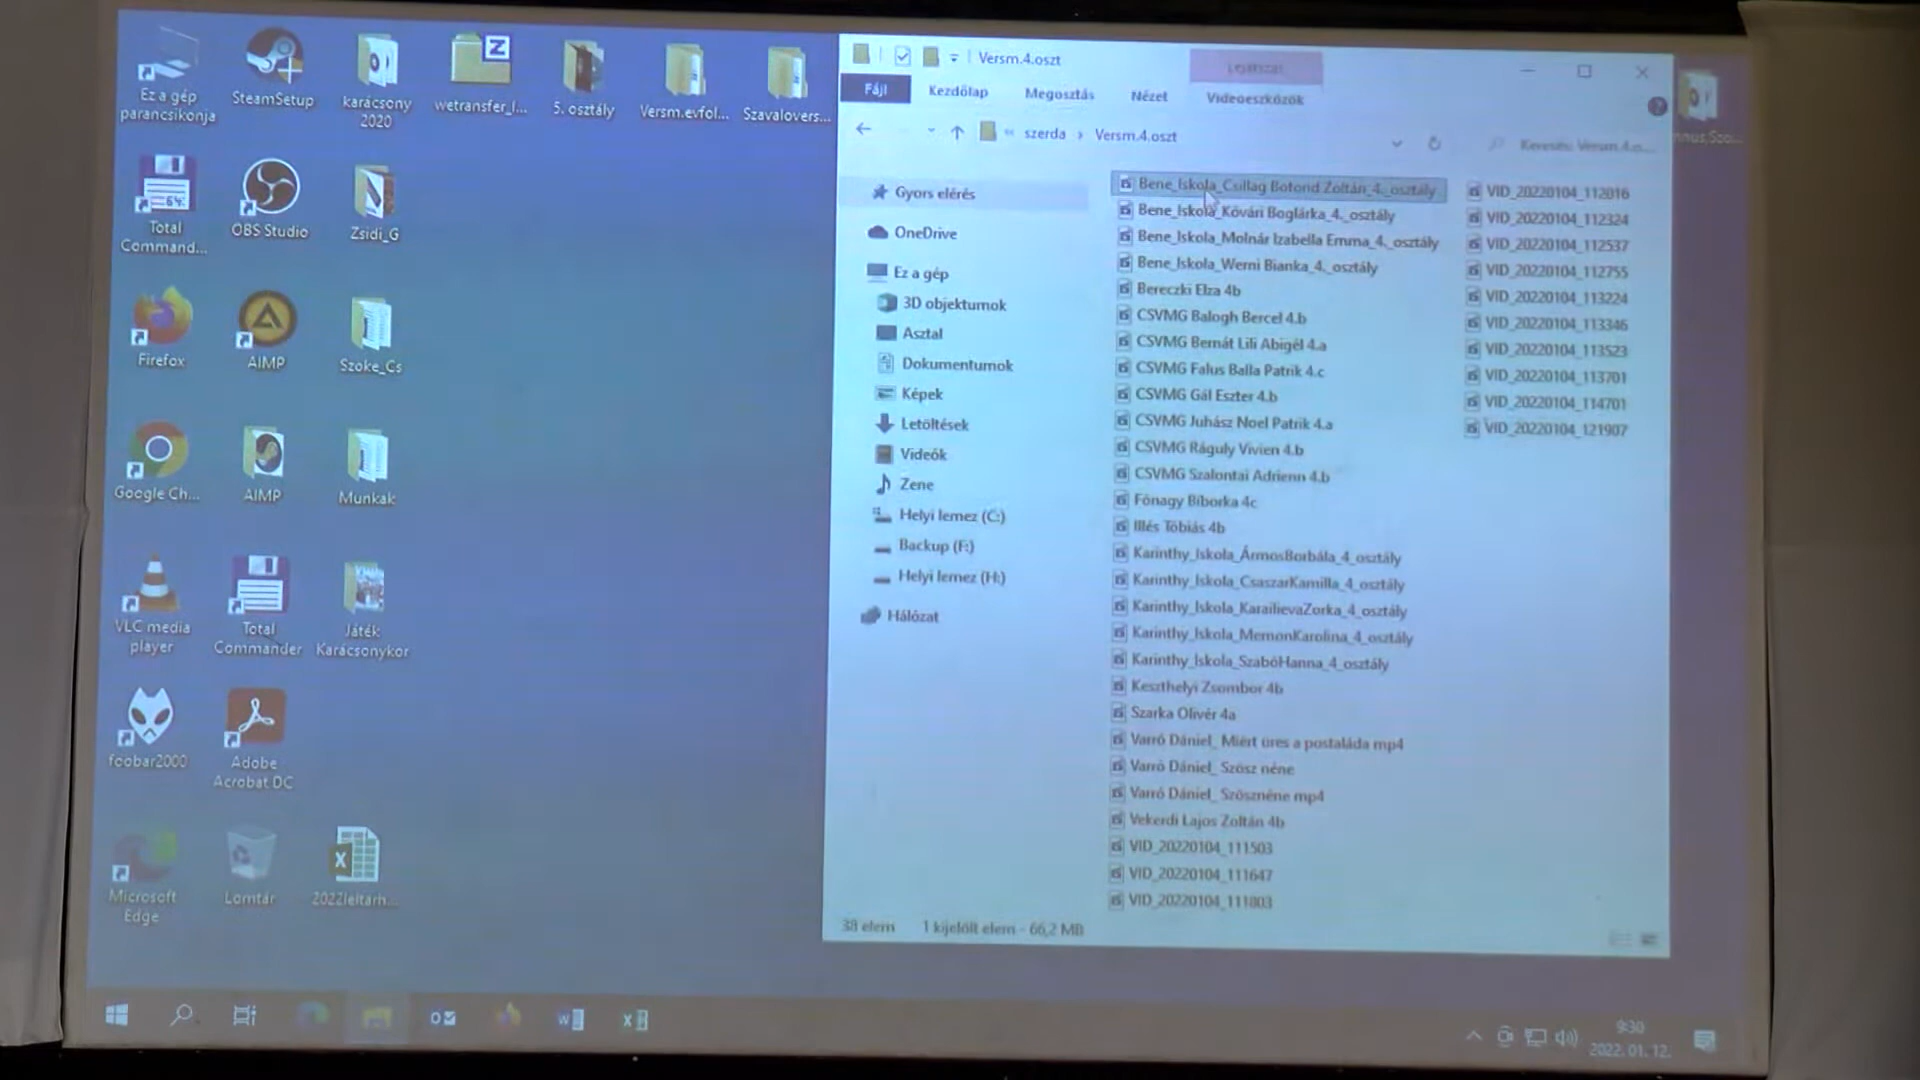 Ez a gép
parancsikonja
SteamSetup
karácsony
2020
wetransfer_l...
5. osztály
Versm.evfol...
Szavalovers...
Total
Command...
OBS Studio
Zsidi_G
Firefox
AIMP
Szoke_Cs
Google Ch...
AIMP
Munkak
VLC media
player
Total
Commander
Játék
Karácsonykor
foobar2000
Adobe
Acrobat DC
Microsoft
Edge
Lomtár
2022leltarh...
Versm.4.oszt
Lejátszás
Fájl
Kezdőlap
Megosztás
Nézet
Videoeszközök
« szerda › Versm.4.oszt
Keresés: Versm.4.o...
Gyors elérés
OneDrive
Ez a gép
3D objektumok
Asztal
Dokumentumok
Képek
Letöltések
Videók
Zene
Helyi lemez (C:)
Backup (F:)
Helyi lemez (H:)
Hálózat
Bene_Iskola_Csillag Botond Zoltán_4._osztály
Bene_Iskola_Kővári Boglárka_4._osztály
Bene_Iskola_Molnár Izabella Emma_4._osztály
Bene_Iskola_Werni Bianka_4._osztály
Bereczki Elza 4b
CSVMG Balogh Bercel 4.b
CSVMG Bernát Lili Abigél 4.a
CSVMG Falus Balla Patrik 4.c
CSVMG Gál Eszter 4.b
CSVMG Juhász Noel Patrik 4.a
CSVMG Ráguly Vivien 4.b
CSVMG Szalontai Adrienn 4.b
Fónagy Bíborka 4c
Illés Tóbiás 4b
Karinthy_Iskola_ÁrmosBorbála_4_osztály
Karinthy_Iskola_CsaszarKamilla_4_osztály
Karinthy_Iskola_KarailievaZorka_4_osztály
Karinthy_Iskola_MemonKarolina_4_osztály
Karinthy_Iskola_SzabóHanna_4_osztály
Keszthelyi Zsombor 4b
Szarka Olivér 4a
Varró Dániel_ Miért üres a postaláda mp4
Varró Dániel_ Szösz néne
Varró Dániel_ Szösznéne mp4
Vekerdi Lajos Zoltán 4b
VID_20220104_111503
VID_20220104_111647
VID_20220104_111803
VID_20220104_112016
VID_20220104_112324
VID_20220104_112537
VID_20220104_112755
VID_20220104_113224
VID_20220104_113346
VID_20220104_113523
VID_20220104_113701
VID_20220104_114701
VID_20220104_121907
38 elem
1 kijelölt elem - 66,2 MB
9:30
2022. 01. 12.